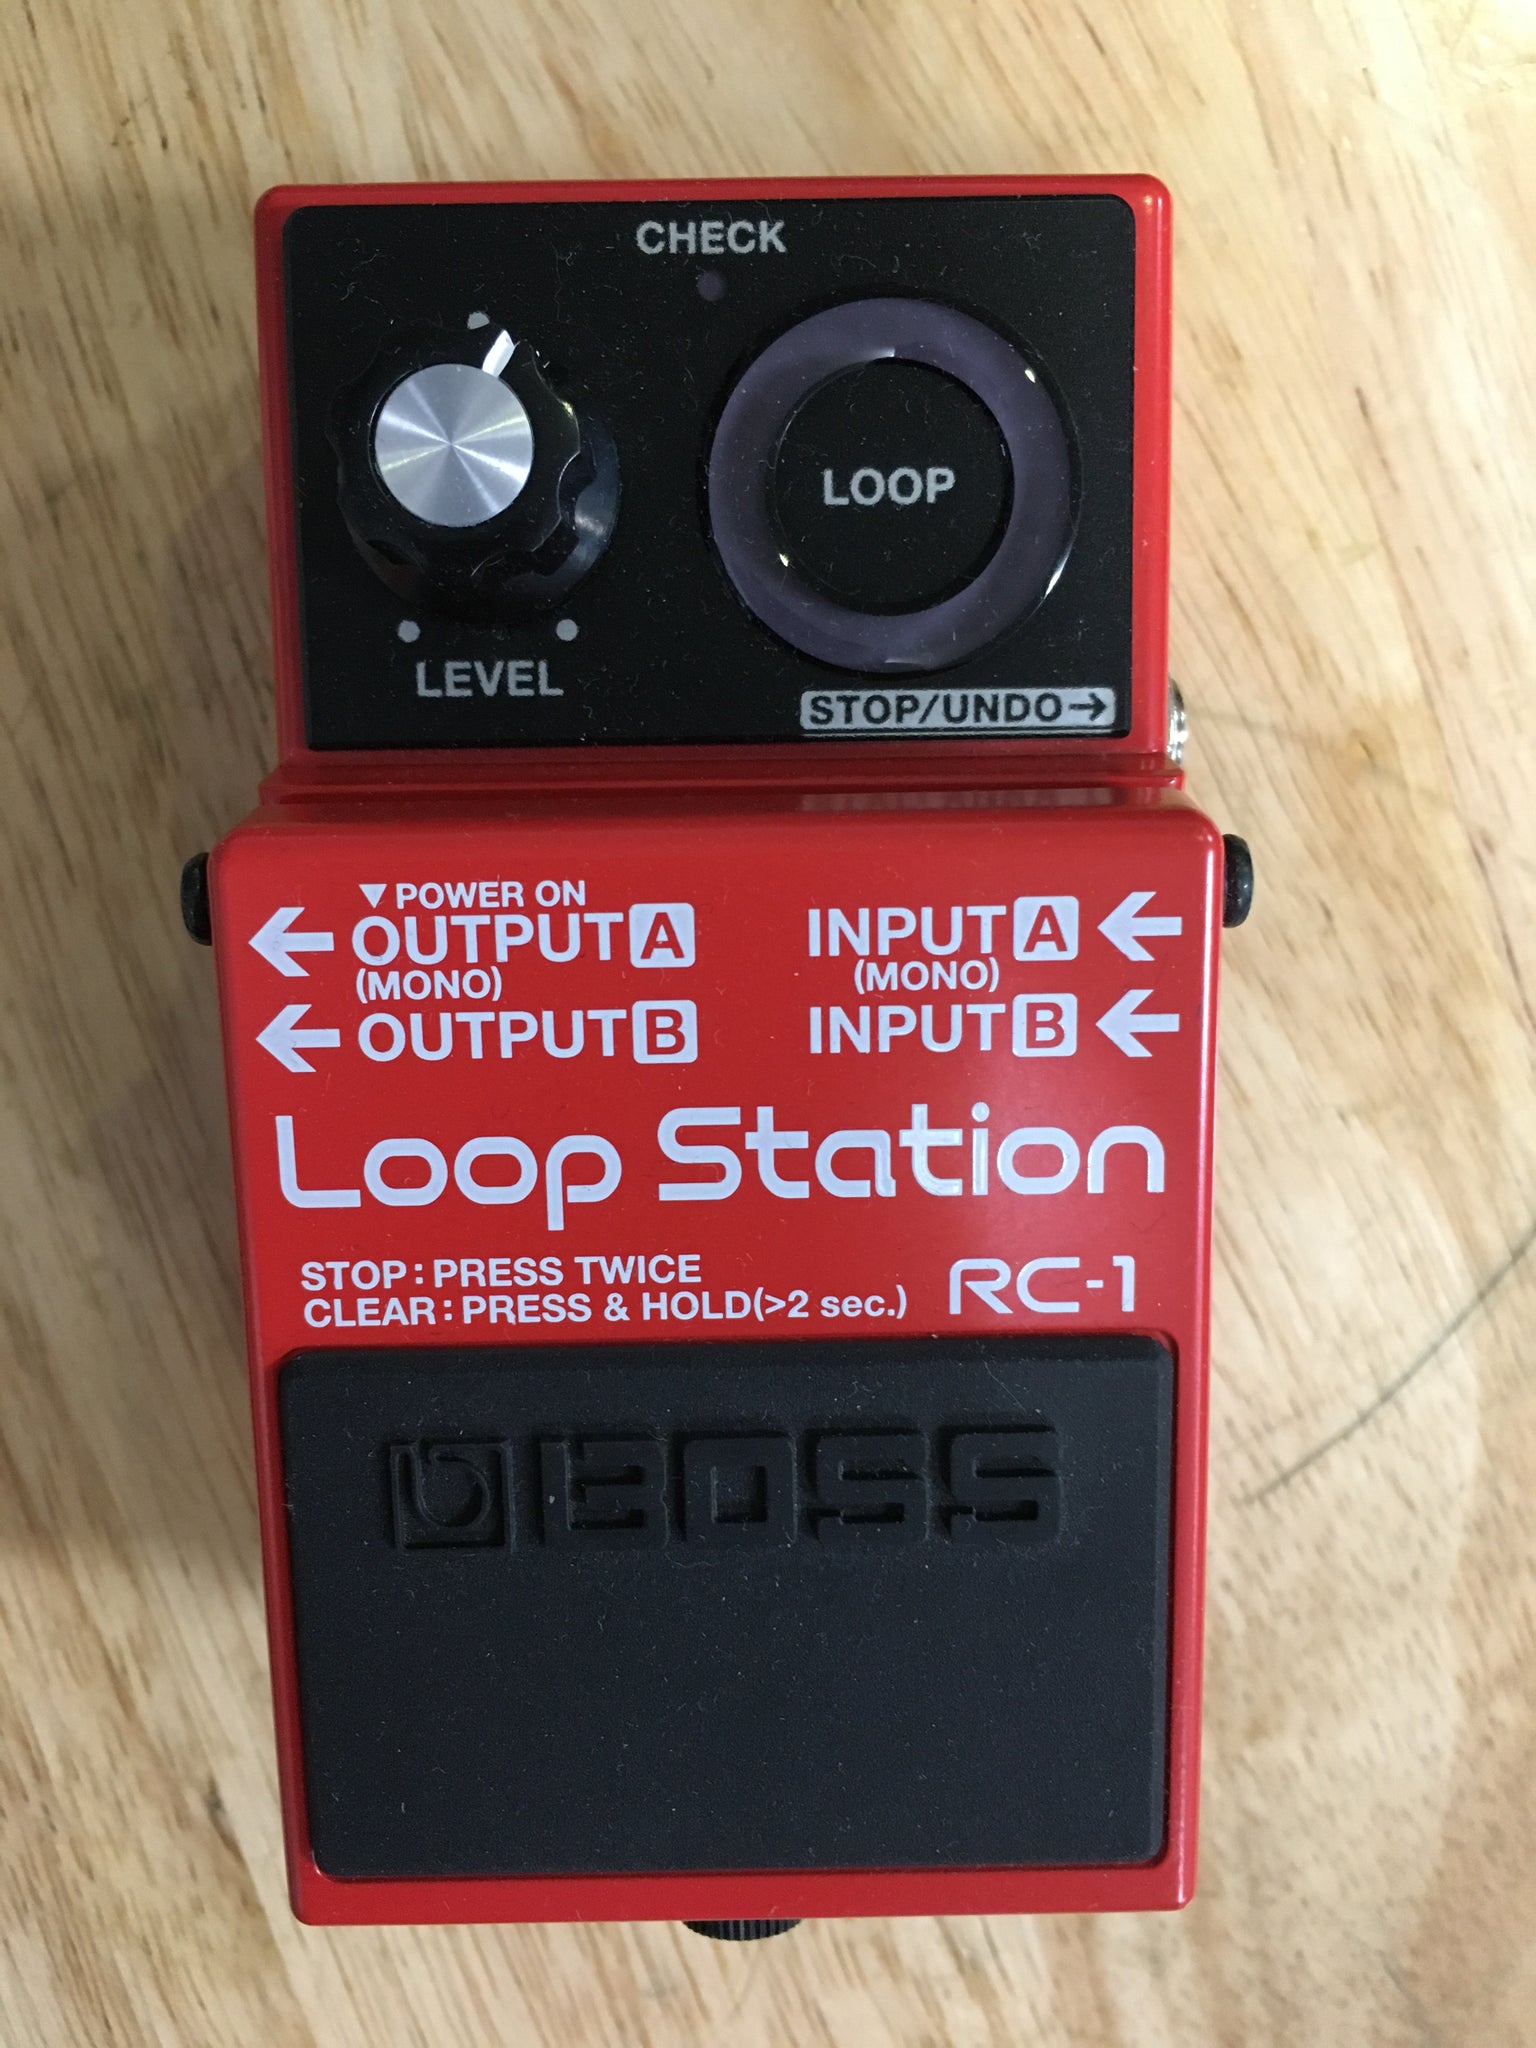 CHECK
LOOP
LEVEL
STOP/UNDO→
▼POWER ON
←OUTPUT A
(MONO)
←OUTPUT B
INPUT A←
(MONO)
INPUT B←
Loop Station
STOP:PRESS TWICE
CLEAR:PRESS & HOLD(>2 sec.)
RC-1
BOSS